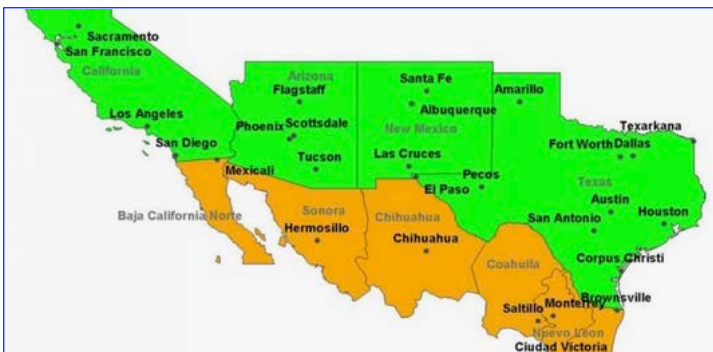 Sacramento
San Francisco
California
Arizona
Flagstaff
Santa Fe
Amarillo
Albuquerque
Los Angeles
Phoenix
Scottsdale
New Mexico
Texarkana
San Diego
Tucson
Las Cruces
Fort Worth
Dallas
Mexicali
Pecos
El Paso
Texas
Austin
Baja California Norte
Sonora
Chihuahua
San Antonio
Houston
Hermosillo
Chihuahua
Coahuila
Corpus Christi
Brownsville
Saltillo
Monterrey
Nuevo Leon
Ciudad Victoria